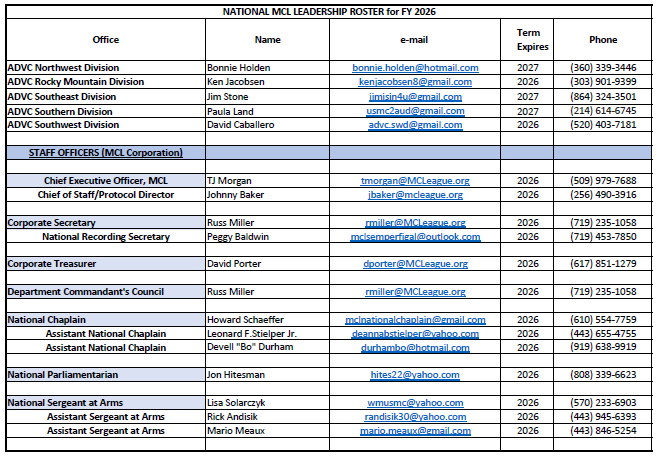 NATIONAL MCL LEADERSHIP ROSTER for FY 2026
Office Name e-mail Term Expires Phone
ADVC Northwest Division Bonnie Holden bonnie.holden@hotmail.com 2027 (360) 339-3446
ADVC Rocky Mountain Division Ken Jacobsen kenjacobsen8@gmail.com 2026 (303) 901-9399
ADVC Southeast Division Jim Stone jimisin4u@gmail.com 2027 (864) 324-3501
ADVC Southern Division Paula Land usmc2aud@gmail.com 2027 (214) 614-6745
ADVC Southwest Division David Caballero advc.swd@gmail.com 2026 (520) 403-7181
STAFF OFFICERS (MCL Corporation)
Chief Executive Officer, MCL TJ Morgan tmorgan@MCLeague.org 2026 (509) 979-7688
Chief of Staff/Protocol Director Johnny Baker jbaker@mcleague.org 2026 (256) 490-3916
Corporate Secretary Russ Miller rmiller@MCLeague.org 2026 (719) 235-1058
National Recording Secretary Peggy Baldwin mclsemperfigal@outlook.com 2026 (719) 453-7850
Corporate Treasurer David Porter dporter@MCLeague.org 2026 (617) 851-1279
Department Commandant's Council Russ Miller rmiller@MCLeague.org 2026 (719) 235-1058
National Chaplain Howard Schaeffer mclnationalchaplain@gmail.com 2026 (610) 554-7759
Assistant National Chaplain Leonard F.Stielper Jr. deannabstielper@yahoo.com 2026 (443) 655-4755
Assistant National Chaplain Devell "Bo" Durham durhambo@hotmail.com 2026 (919) 638-9919
National Parliamentarian Jon Hitesman hites22@yahoo.com 2026 (808) 339-6623
National Sergeant at Arms Lisa Solarczyk wmusmc@yahoo.com 2026 (570) 233-6903
Assistant Sergeant at Arms Rick Andisik randisik30@yahoo.com 2026 (443) 945-6393
Assistant Sergeant at Arms Mario Meaux mario.meaux@gmail.com 2026 (443) 846-5254